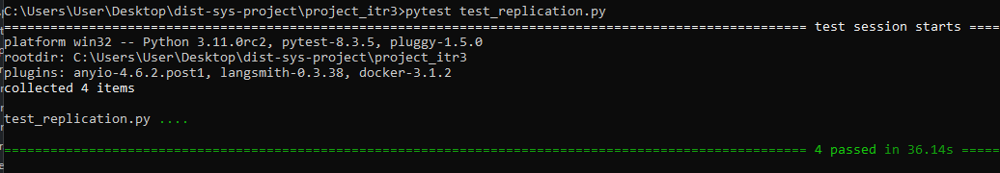 C:\Users\User\Desktop\dist-sys-project\project_itr3>pytest test_replication.py
============================= test session starts ====
platform win32 -- Python 3.11.0rc2, pytest-8.3.5, pluggy-1.5.0
rootdir: C:\Users\User\Desktop\dist-sys-project\project_itr3
plugins: anyio-4.6.2.post1, langsmith-0.3.38, docker-3.1.2
collected 4 items
test_replication.py ....
============================= 4 passed in 36.14s =====